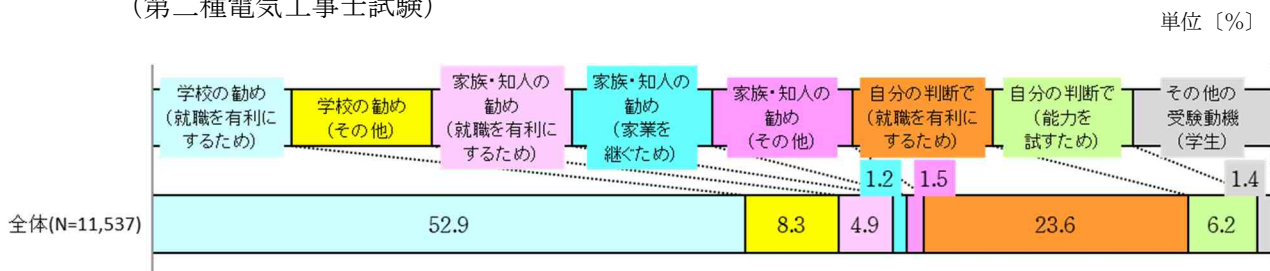 （第二種電気工事士試験）
単位〔%〕
学校の勧め
（就職を有利に
するため）
学校の勧め
（その他）
家族・知人の
勧め
（就職を有利に
するため）
家族・知人の
勧め
（家業を
継ぐため）
家族・知人の
勧め
（その他）
自分の判断で
（就職を有利に
するため）
自分の判断で
（能力を
試すため）
その他の
受験動機
（学生）
1.2
1.5
1.4
全体(N=11,537)
52.9
8.3
4.9
23.6
6.2